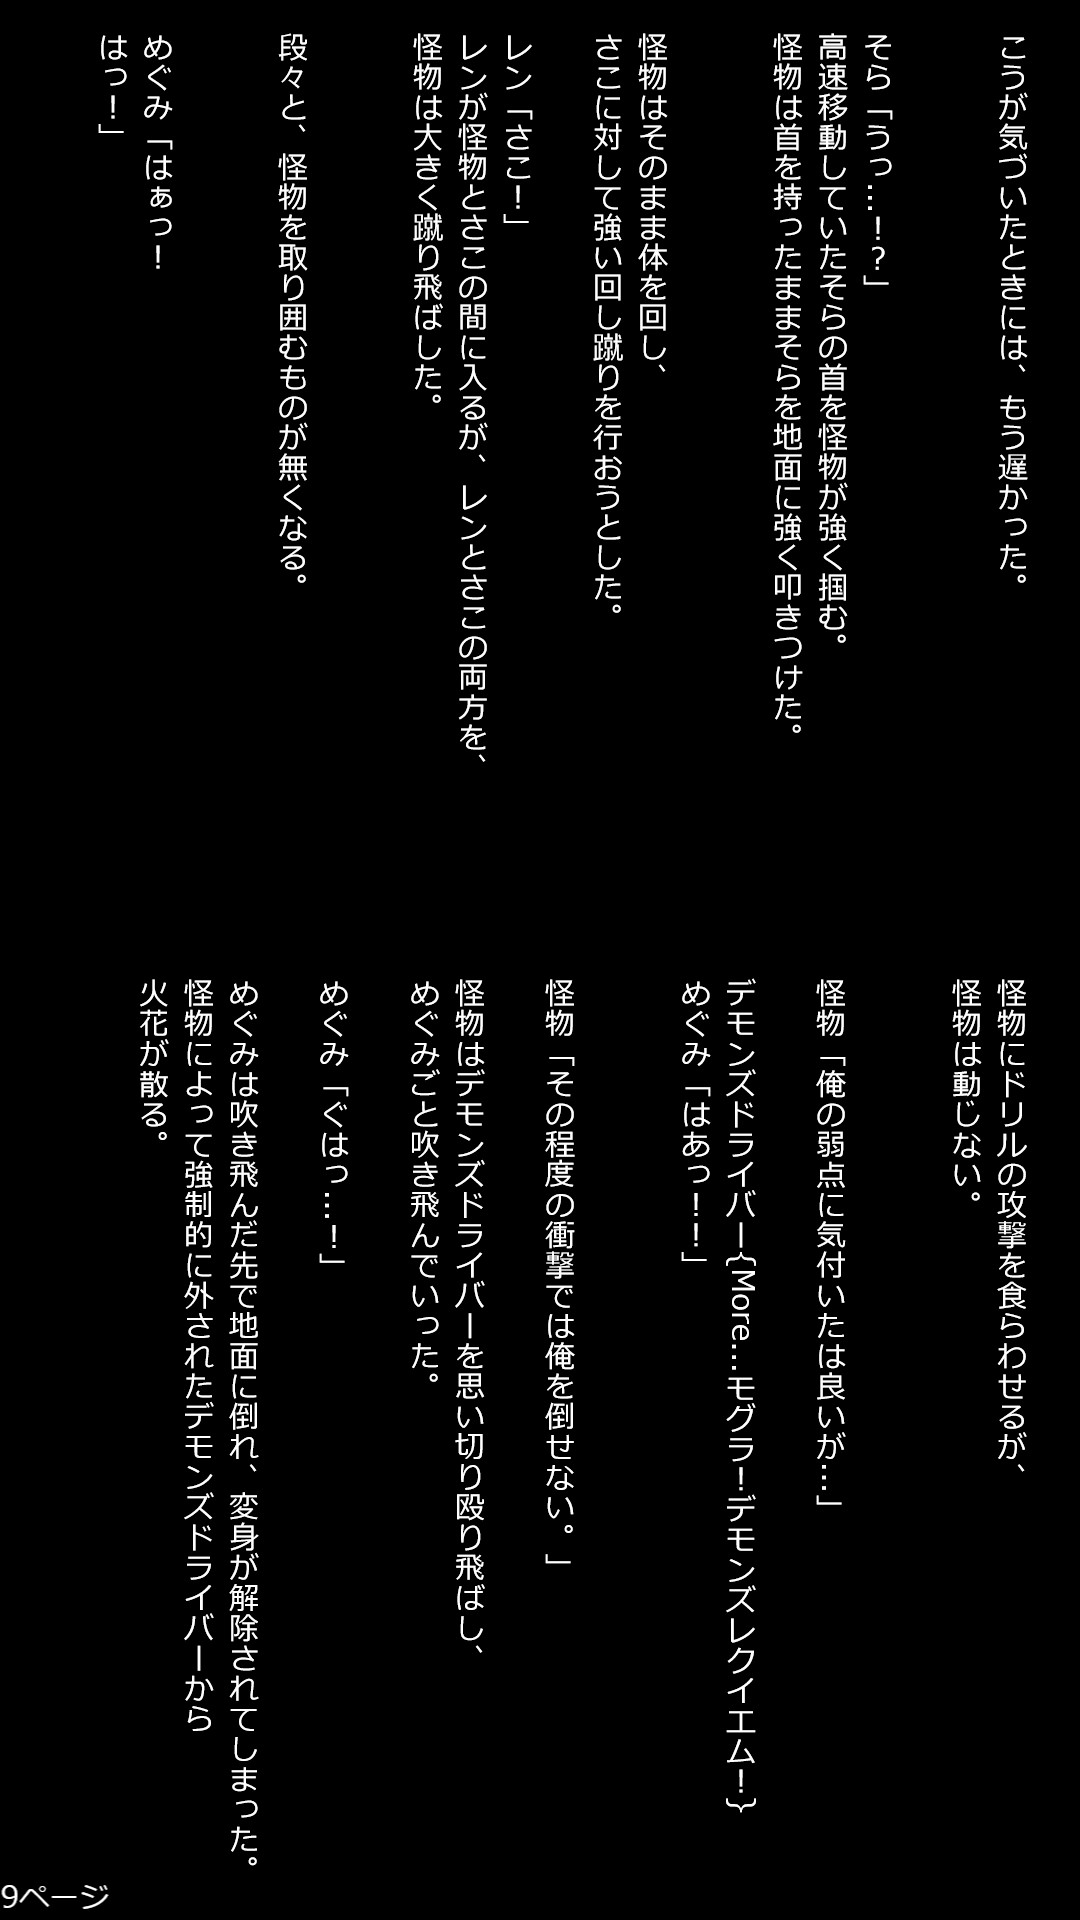 こうが気づいたときには、もう遅かった。
そら「うっ…！?」
高速移動していたそらの首を怪物が強く掴む。
怪物は首を持ったままそらを地面に強く叩きつけた。
怪物はそのまま体を回し、
さこに対して強い回し蹴りを行おうとした。
レン「さこ！」
レンが怪物とさこの間に入るが、レンとさこの両方を、
怪物は大きく蹴り飛ばした。
段々と、怪物を取り囲むものが無くなる。
めぐみ「はぁっ！
はっ！」
怪物にドリルの攻撃を食らわせるが、
怪物は動じない。
怪物「俺の弱点に気付いたは良いが…」
デモンズドライバー{More…モグラ！デモンズレクイエム！}
めぐみ「はあっ！！」
怪物「その程度の衝撃では俺を倒せない。」
怪物はデモンズドライバーを思い切り殴り飛ばし、
めぐみごと吹き飛んでいった。
めぐみ「ぐはっ…！」
めぐみは吹き飛んだ先で地面に倒れ、変身が解除されてしまった。
怪物によって強制的に外されたデモンズドライバーから
火花が散る。
9ページ